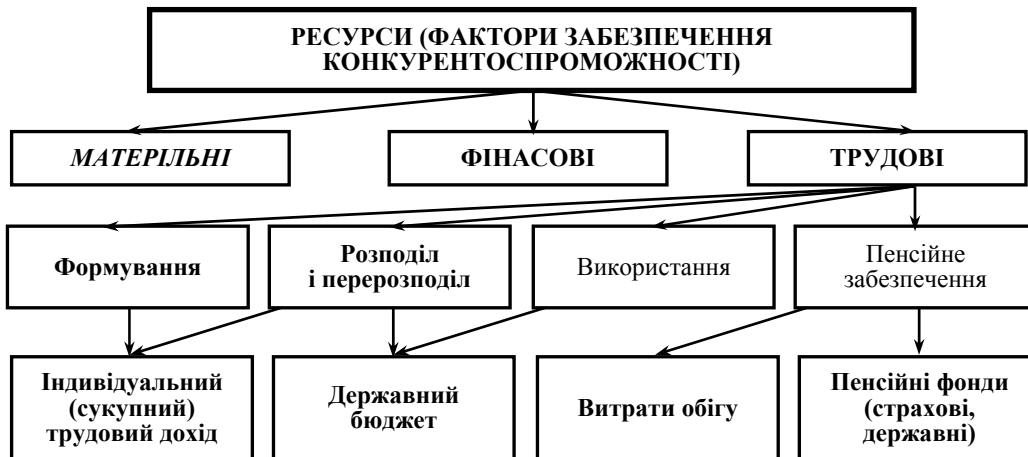 РЕСУРСИ (ФАКТОРИ ЗАБЕЗПЕЧЕННЯ
КОНКУРЕНТОСПРОМОЖНОСТІ)
МАТЕРІЛЬНІ
ФІНАСОВІ
ТРУДОВІ
Формування
Розподіл
і перерозподіл
Використання
Пенсійне
забезпечення
Індивідуальний
(сукупний)
трудовий дохід
Державний
бюджет
Витрати обігу
Пенсійні фонди
(страхові,
державні)